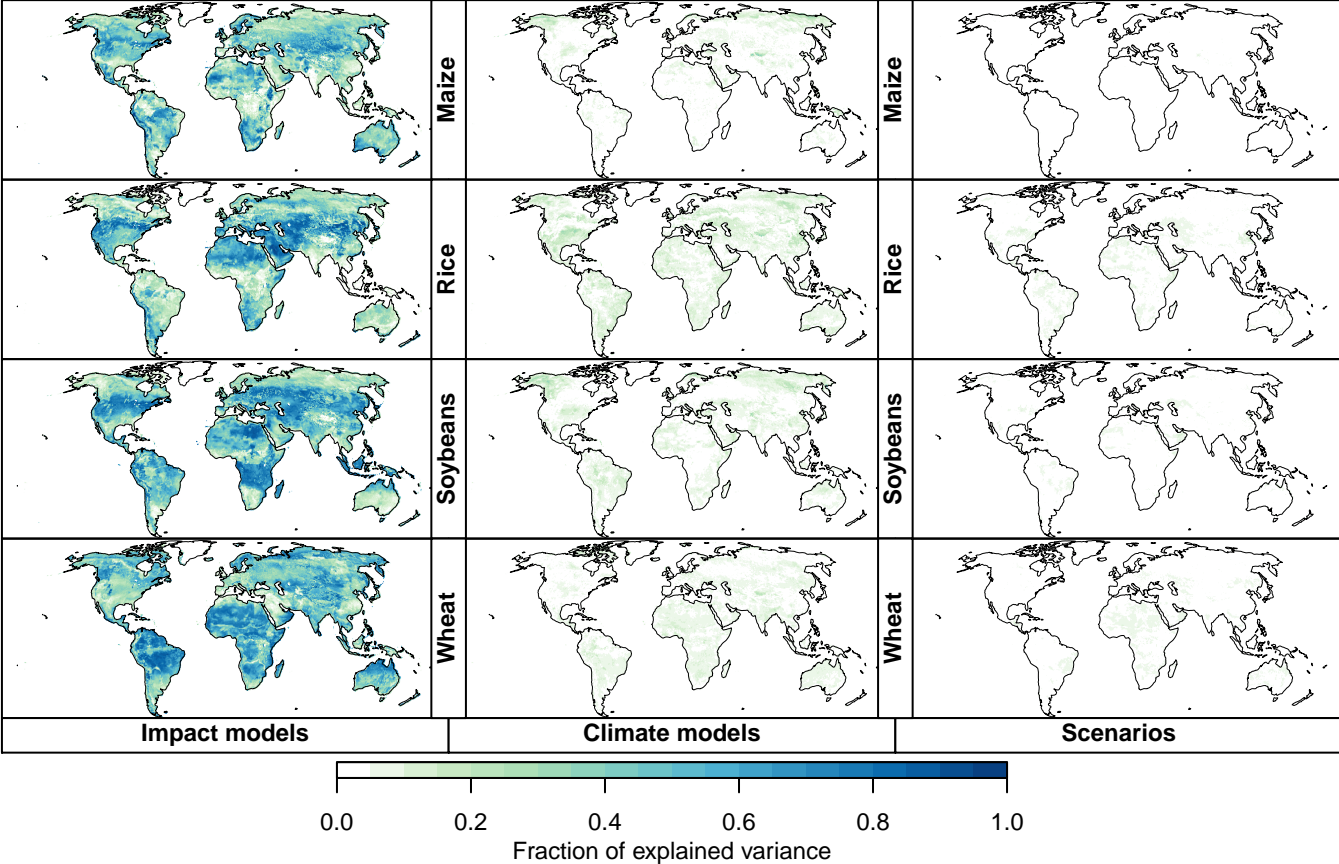 Maize
Maize
Rice
Rice
Soybeans
Soybeans
Wheat
Wheat
Impact models
Climate models
Scenarios
0.0
0.2
0.4
0.6
0.8
1.0
Fraction of explained variance